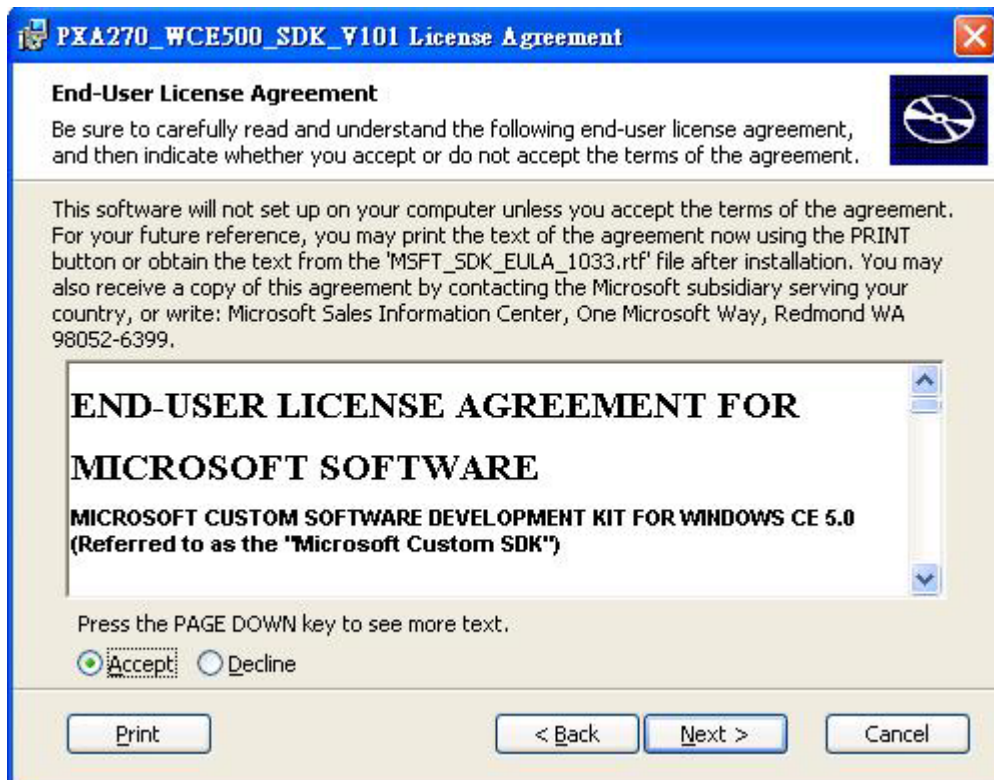 PXA270_WCE500_SDK_V101 License Agreement
End-User License Agreement
Be sure to carefully read and understand the following end-user license agreement,
and then indicate whether you accept or do not accept the terms of the agreement.
This software will not set up on your computer unless you accept the terms of the agreement.
For your future reference, you may print the text of the agreement now using the PRINT
button or obtain the text from the 'MSFT_SDK_EULA_1033.rtf' file after installation. You may
also receive a copy of this agreement by contacting the Microsoft subsidiary serving your
country, or write: Microsoft Sales Information Center, One Microsoft Way, Redmond WA
98052-6399.
END-USER LICENSE AGREEMENT FOR
MICROSOFT SOFTWARE
MICROSOFT CUSTOM SOFTWARE DEVELOPMENT KIT FOR WINDOWS CE 5.0
(Referred to as the "Microsoft Custom SDK")
Press the PAGE DOWN key to see more text.
Accept Decline
Print < Back Next > Cancel